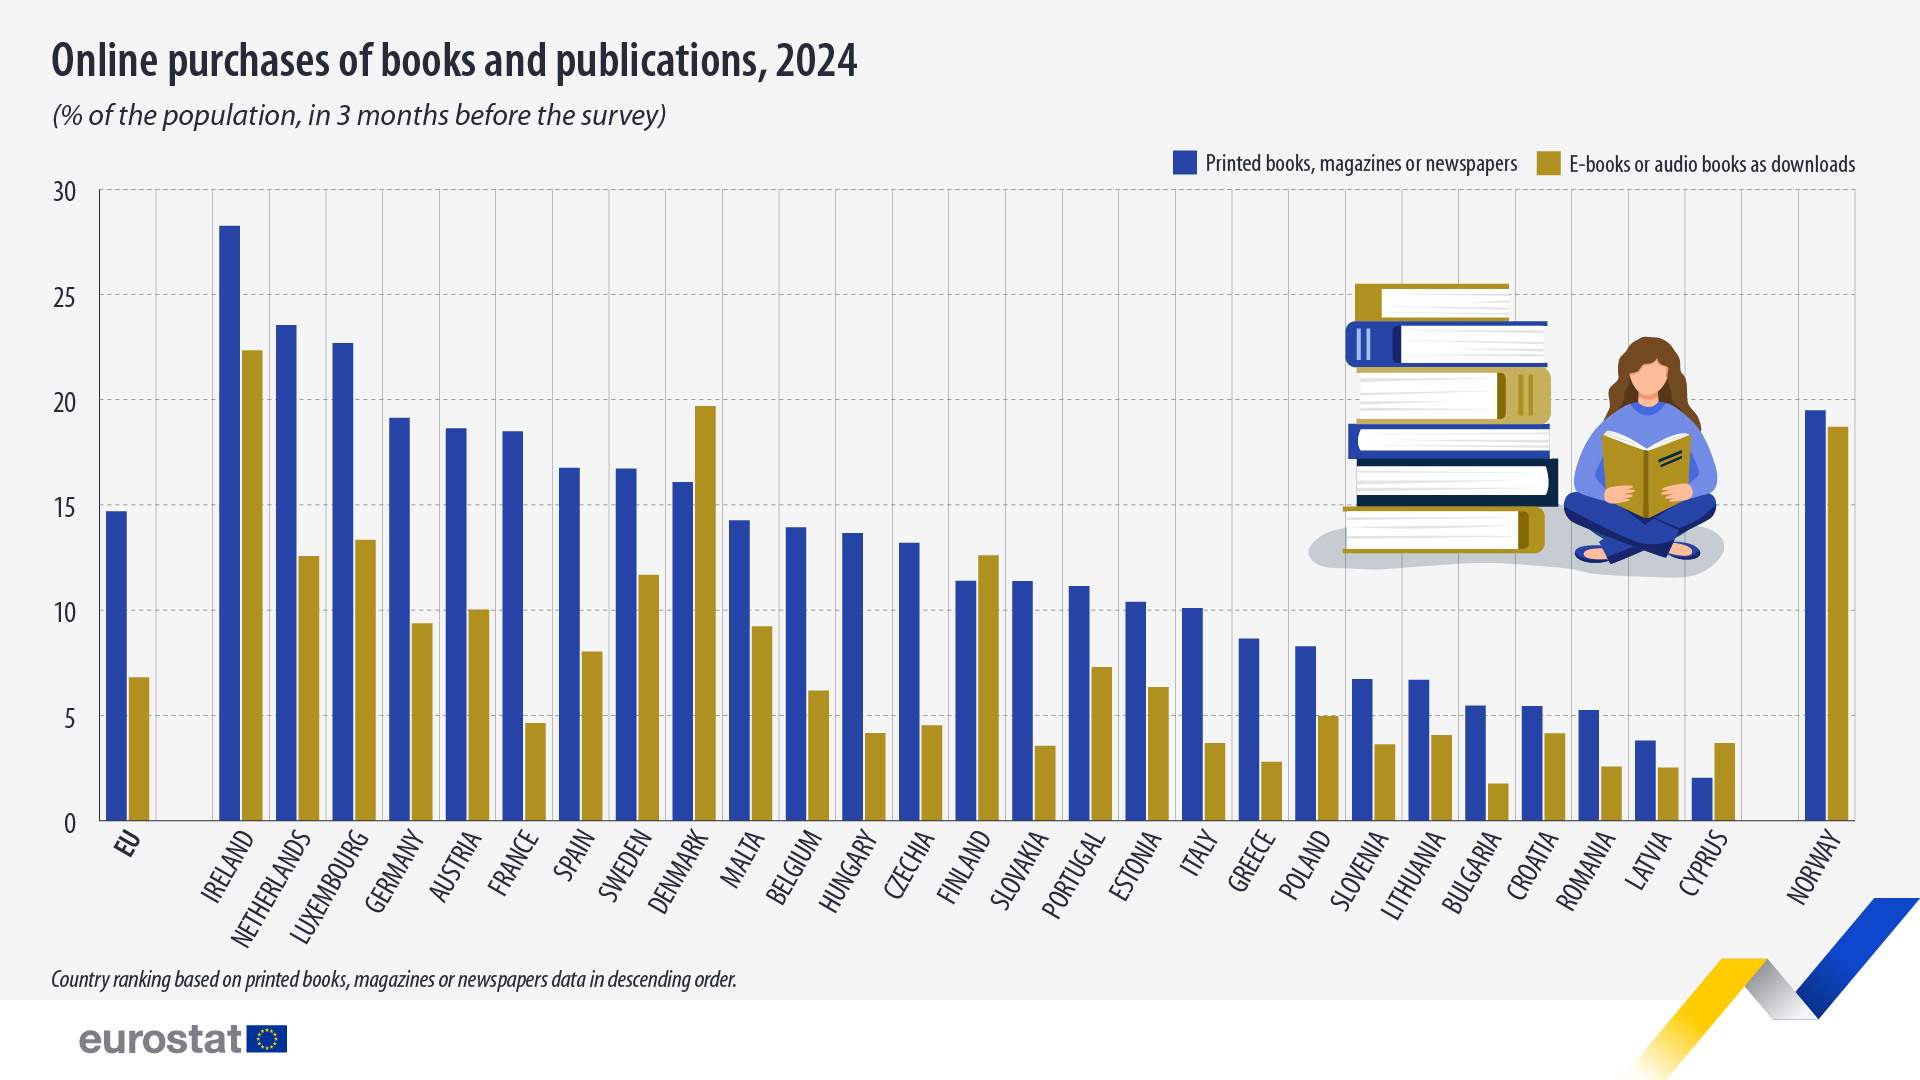 Online purchases of books and publications, 2024
(% of the population, in 3 months before the survey)
Printed books, magazines or newspapers
E-books or audio books as downloads
30
25
20
15
10
5
0
EU
IRELAND
NETHERLANDS
LUXEMBOURG
GERMANY
AUSTRIA
FRANCE
SPAIN
SWEDEN
DENMARK
MALTA
BELGIUM
HUNGARY
CZECHIA
FINLAND
SLOVAKIA
PORTUGAL
ESTONIA
ITALY
GREECE
POLAND
SLOVENIA
LITHUANIA
BULGARIA
CROATIA
ROMANIA
LATVIA
CYPRUS
NORWAY
Country ranking based on printed books, magazines or newspapers data in descending order.
eurostat